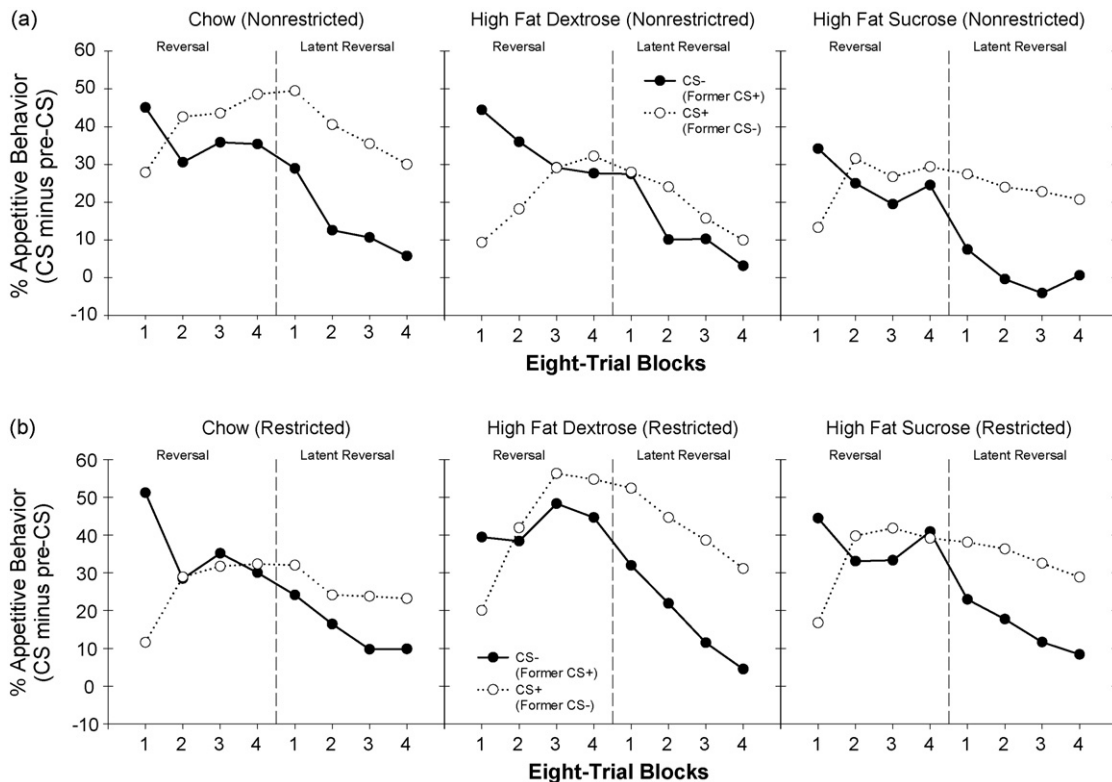 (a)
Chow (Nonrestricted)
High Fat Dextrose (Nonrestrictred)
High Fat Sucrose (Nonrestricted)
Reversal
Latent Reversal
Reversal
Latent Reversal
Reversal
Latent Reversal
% Appetitive Behavior
(CS minus pre-CS)
60
50
40
30
20
10
0
-10
CS-
(Former CS+)
CS+
(Former CS-)
1 2 3 4 1 2 3 4
1 2 3 4 1 2 3 4
1 2 3 4 1 2 3 4
Eight-Trial Blocks
(b)
Chow (Restricted)
High Fat Dextrose (Restricted)
High Fat Sucrose (Restricted)
Reversal
Latent Reversal
Reversal
Latent Reversal
Reversal
Latent Reversal
% Appetitive Behavior
(CS minus pre-CS)
60
50
40
30
20
10
0
-10
CS-
(Former CS+)
CS+
(Former CS-)
1 2 3 4 1 2 3 4
1 2 3 4 1 2 3 4
1 2 3 4 1 2 3 4
Eight-Trial Blocks